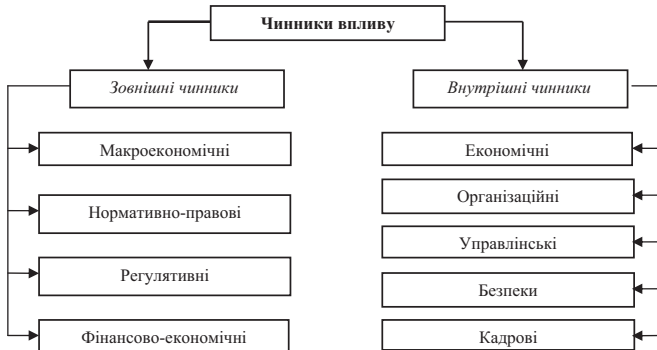 Чинники впливу
Зовнішні чинники
Макроекономічні
Нормативно-правові
Регулятивні
Фінансово-економічні
Внутрішні чинники
Економічні
Організаційні
Управлінські
Безпеки
Кадрові